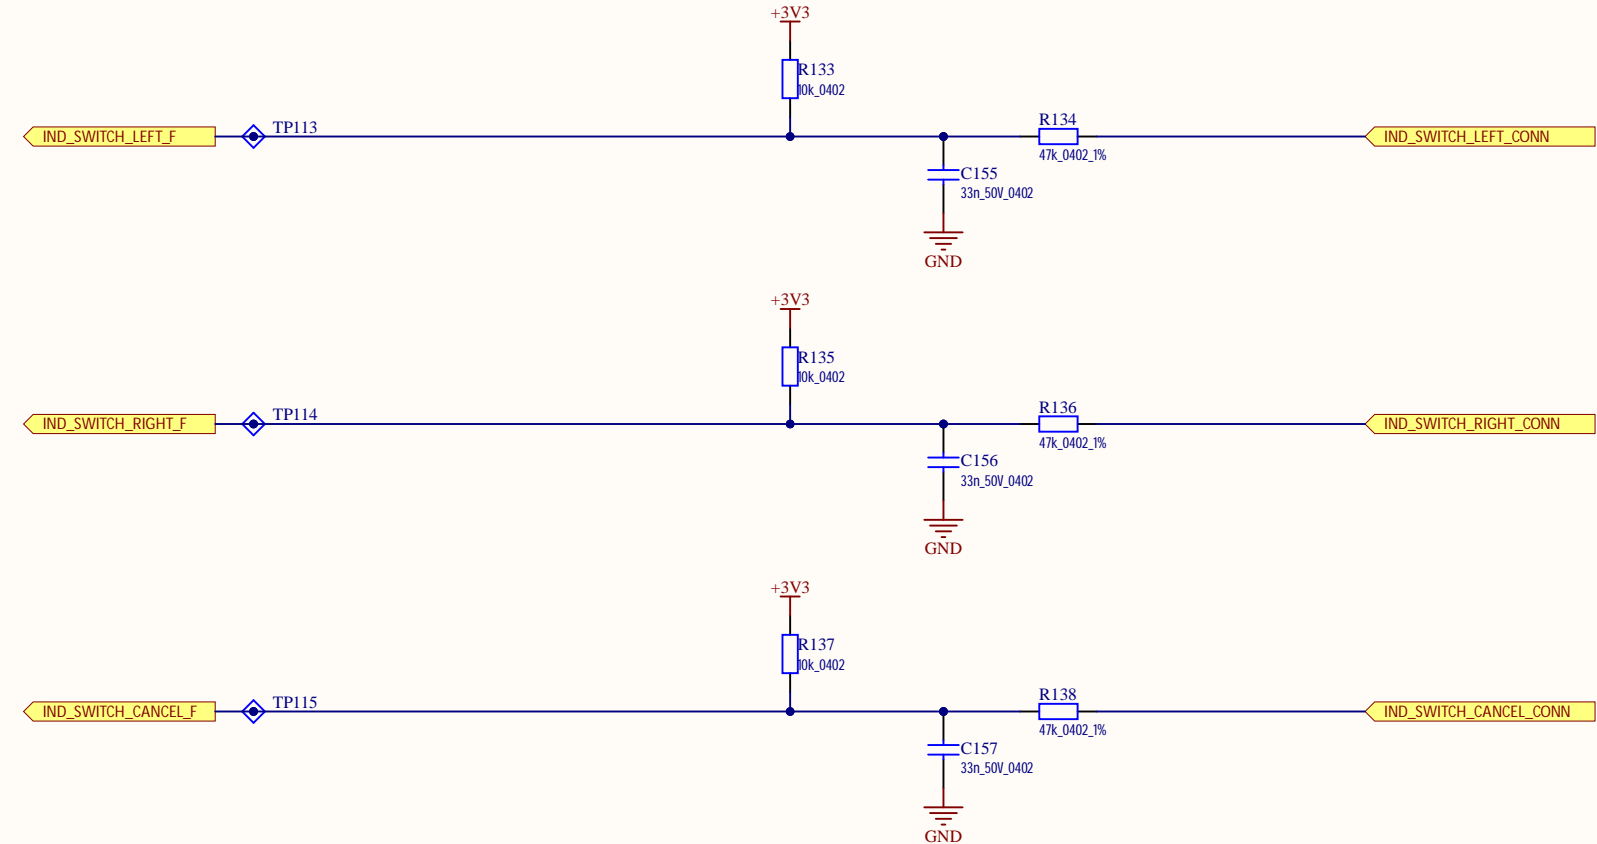 +3V3
R133
10k_0402
IND_SWITCH_LEFT_F
TP113
R134
47k_0402_1%
IND_SWITCH_LEFT_CONN
C155
33n_50V_0402
GND
+3V3
R135
10k_0402
IND_SWITCH_RIGHT_F
TP114
R136
47k_0402_1%
IND_SWITCH_RIGHT_CONN
C156
33n_50V_0402
GND
+3V3
R137
10k_0402
IND_SWITCH_CANCEL_F
TP115
R138
47k_0402_1%
IND_SWITCH_CANCEL_CONN
C157
33n_50V_0402
GND